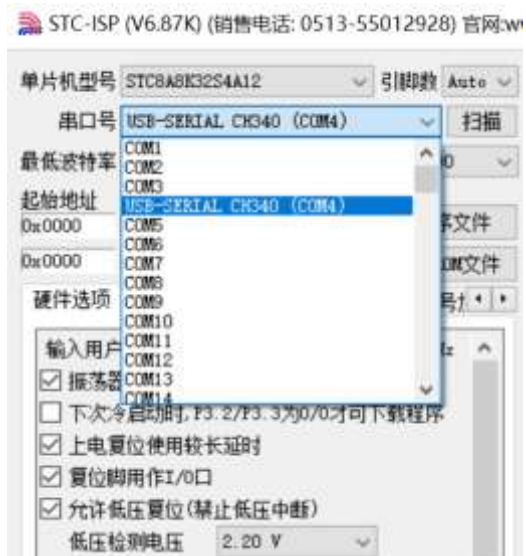 STC-ISP (V6.87K) (销售电话: 0513-55012928) 官网:w
单片机型号 STC8A8K32S4A12 引脚数 Auto
串口号 USB-SERIAL CH340 (COM4) 扫描
最低波特率
COM1
COM2
COM3
USB-SERIAL CH340 (COM4)
COM5
COM6
COM7
COM8
COM9
COM10
COM11
COM12
COM13
COM14
0
起始地址
0x0000 序文件
0x0000 文件
硬件选项
输入用户
振荡器
下次冷启动时, P3.2/P3.3为0/0才可下载程序
上电复位使用较长延时
复位脚用作I/O口
允许低压复位(禁止低压中断)
低压检测电压 2.20 V